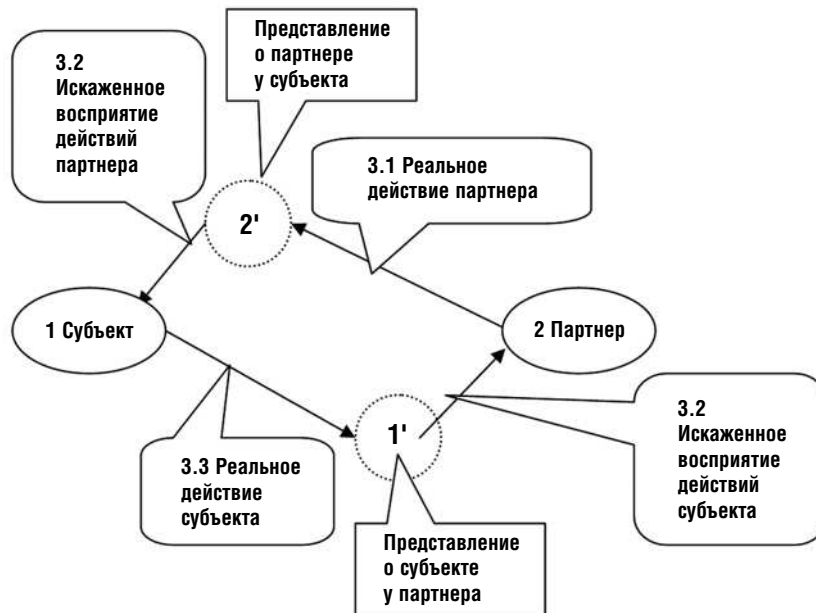 Представление
о партнере
у субъекта
3.2
Искаженное
восприятие
действий
партнера
3.1 Реальное
действие партнера
2'
1 Субъект
2 Партнер
1'
3.3 Реальное
действие
субъекта
3.2
Искаженное
восприятие
действий
субъекта
Представление
о субъекте
у партнера